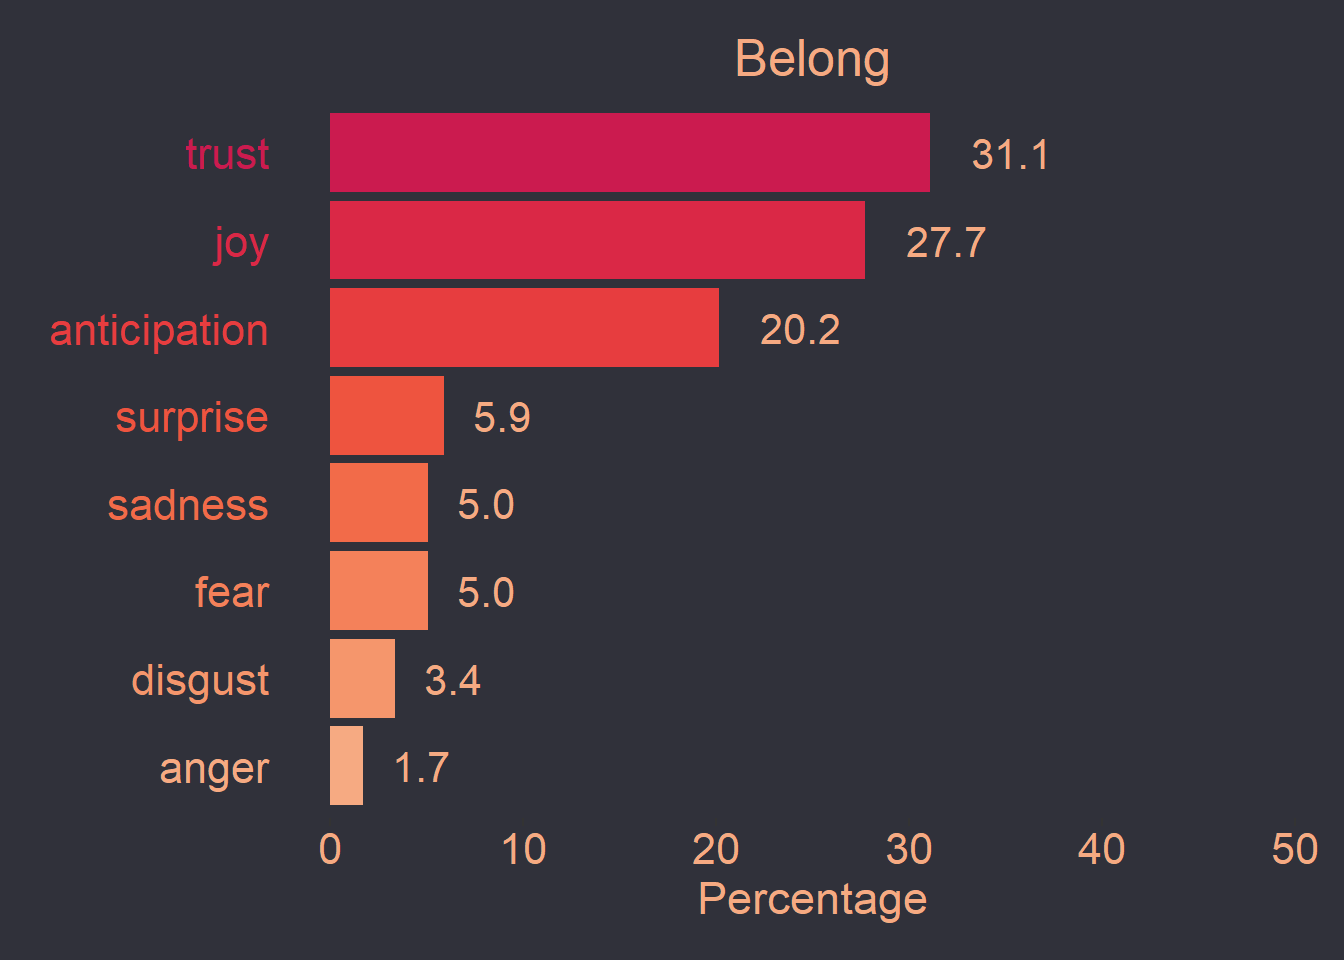 Belong
trust 31.1
joy 27.7
anticipation 20.2
surprise 5.9
sadness 5.0
fear 5.0
disgust 3.4
anger 1.7
0 10 20 30 40 50
Percentage